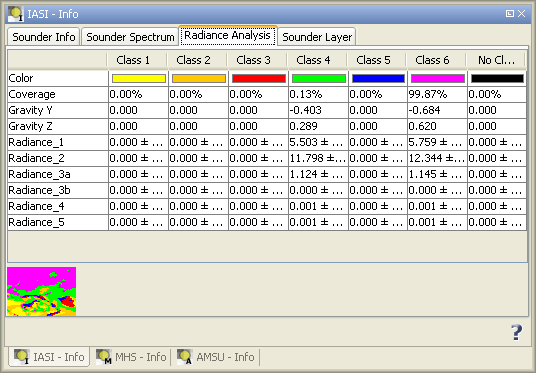 IASI - Info
Sounder Info Sounder Spectrum Radiance Analysis Sounder Layer
Class 1 Class 2 Class 3 Class 4 Class 5 Class 6 No Cl...
Color
Coverage 0.00% 0.00% 0.00% 0.13% 0.00% 99.87% 0.00%
Gravity Y 0.000 0.000 0.000 -0.403 0.000 -0.684 0.000
Gravity Z 0.000 0.000 0.000 0.289 0.000 0.620 0.000
Radiance_1 0.000 ± ... 0.000 ± ... 0.000 ± ... 5.503 ± ... 0.000 ± ... 5.759 ± ... 0.000 ± ...
Radiance_2 0.000 ± ... 0.000 ± ... 0.000 ± ... 11.798 ±... 0.000 ± ... 12.344 ±... 0.000 ± ...
Radiance_3a 0.000 ± ... 0.000 ± ... 0.000 ± ... 1.124 ± ... 0.000 ± ... 1.145 ± ... 0.000 ± ...
Radiance_3b 0.000 ± ... 0.000 ± ... 0.000 ± ... 0.000 ± ... 0.000 ± ... 0.000 ± ... 0.000 ± ...
Radiance_4 0.000 ± ... 0.000 ± ... 0.000 ± ... 0.001 ± ... 0.000 ± ... 0.001 ± ... 0.000 ± ...
Radiance_5 0.000 ± ... 0.000 ± ... 0.000 ± ... 0.001 ± ... 0.000 ± ... 0.001 ± ... 0.000 ± ...
?
I IASI - Info M MHS - Info A AMSU - Info